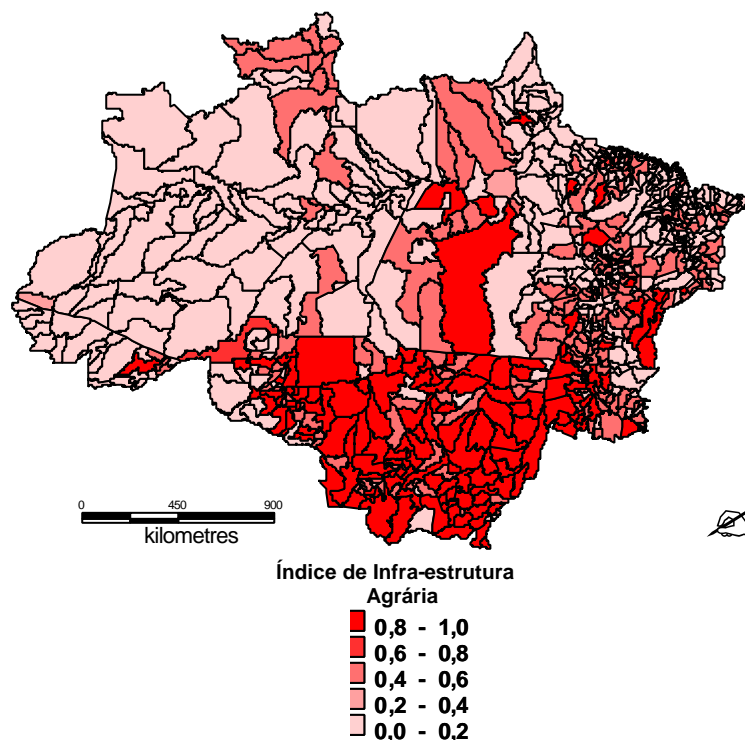 0 450 900
kilometres
Índice de Infra-estrutura
Agrária
0,8 - 1,0
0,6 - 0,8
0,4 - 0,6
0,2 - 0,4
0,0 - 0,2